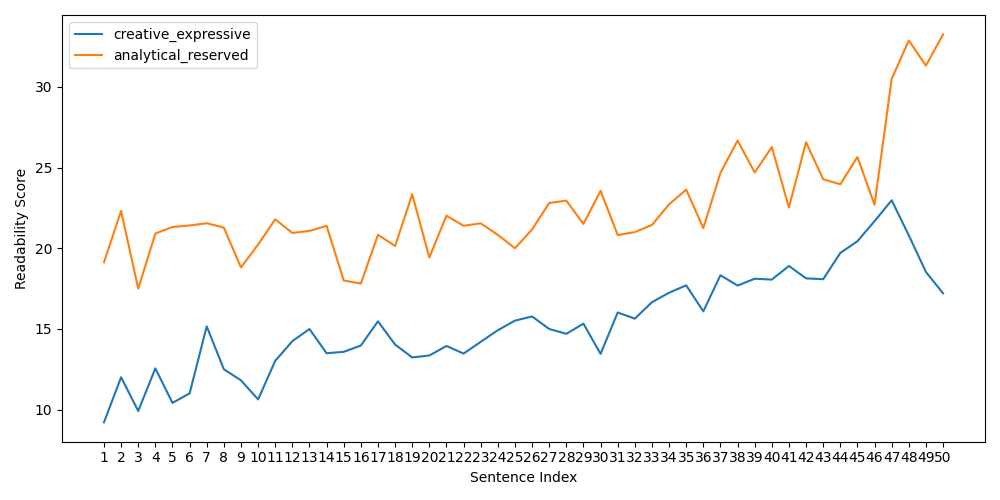 creative_expressive
analytical_reserved
Readability Score
30
25
20
15
10
1 2 3 4 5 6 7 8 9 10 11 12 13 14 15 16 17 18 19 20 21 22 23 24 25 26 27 28 29 30 31 32 33 34 35 36 37 38 39 40 41 42 43 44 45 46 47 48 49 50
Sentence Index